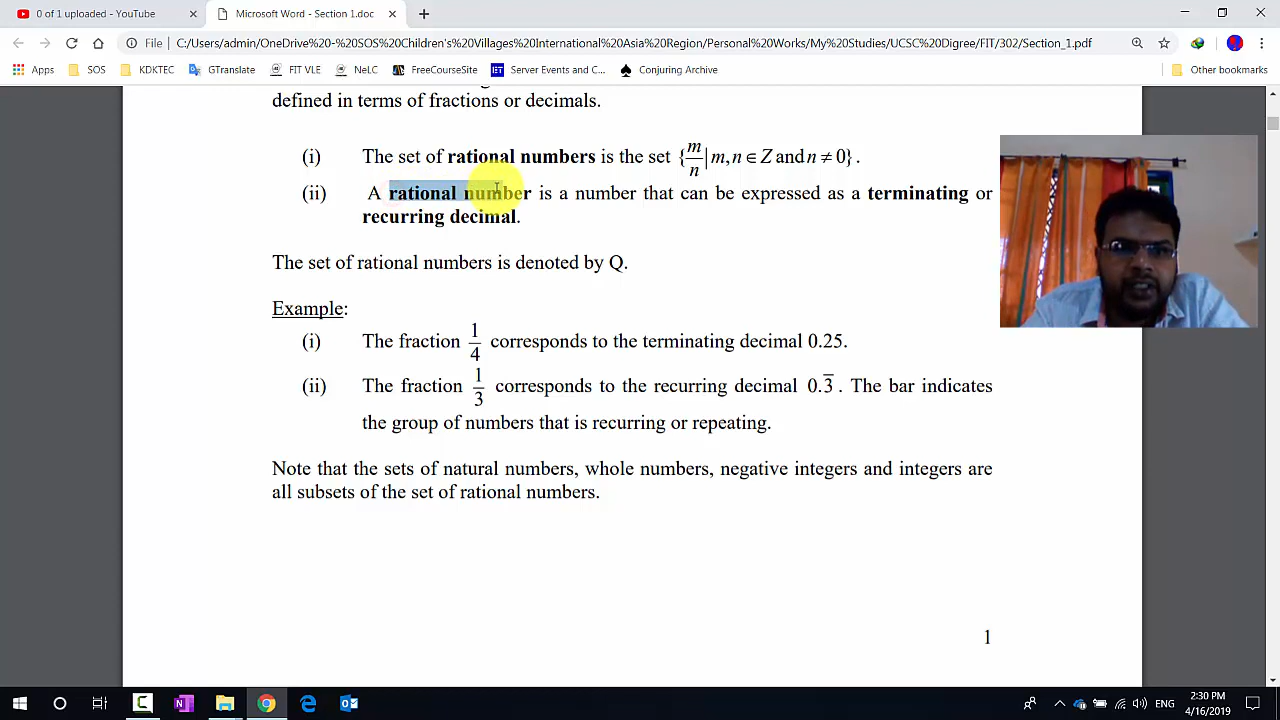 0 of 1 uploaded - YouTube
Microsoft Word - Section 1.doc
File
C:/Users/admin/OneDrive%20-%20SOS%20Children's%20Villages%20International%20Asia%20Region/Personal%20Works/My%20Studies/UCSC%20Degree/FIT/302/Section_1.pdf
Apps SOS KDKTEC GTranslate FIT VLE NeLC FreeCourseSite Server Events and C... Conjuring Archive Other bookmarks
defined in terms of fractions or decimals.
(i) The set of rational numbers is the set {m/n | m, n ∈ Z and n ≠ 0} .
(ii) A rational number is a number that can be expressed as a terminating or
recurring decimal.
The set of rational numbers is denoted by Q.
Example:
(i) The fraction 1/4 corresponds to the terminating decimal 0.25.
(ii) The fraction 1/3 corresponds to the recurring decimal 0.3̅ . The bar indicates
the group of numbers that is recurring or repeating.
Note that the sets of natural numbers, whole numbers, negative integers and integers are
all subsets of the set of rational numbers.
1
ENG
2:30 PM
4/16/2019